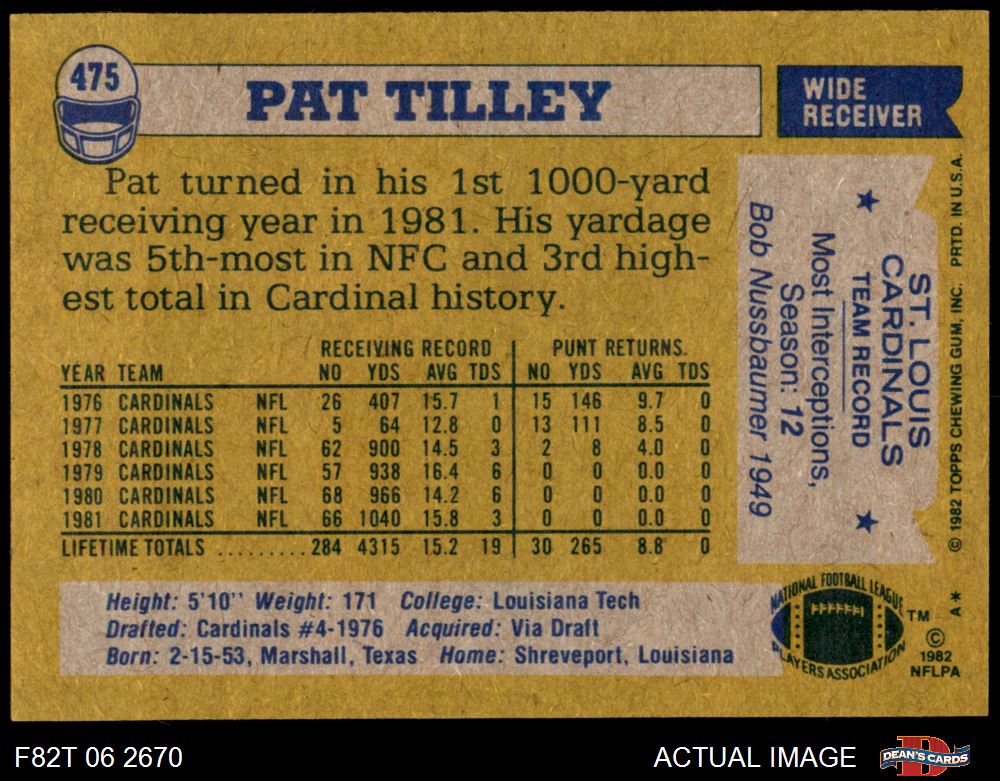 475
PAT TILLEY
WIDE
RECEIVER
Pat turned in his 1st 1000-yard
receiving year in 1981. His yardage
was 5th-most in NFC and 3rd high-
est total in Cardinal history.
RECEIVING RECORD PUNT RETURNS.
YEAR TEAM NO YDS AVG TDS NO YDS AVG TDS
1976 CARDINALS NFL 26 407 15.7 1 15 146 9.7 0
1977 CARDINALS NFL 5 64 12.8 0 13 111 8.5 0
1978 CARDINALS NFL 62 900 14.5 3 2 8 4.0 0
1979 CARDINALS NFL 57 938 16.4 6 0 0 0.0 0
1980 CARDINALS NFL 68 966 14.2 6 0 0 0.0 0
1981 CARDINALS NFL 66 1040 15.8 3 0 0 0.0 0
LIFETIME TOTALS ......... 284 4315 15.2 19 30 265 8.8 0
ST. LOUIS
CARDINALS
TEAM RECORD
Most Interceptions,
Season: 12
Bob Nussbaumer 1949
© 1982 TOPPS CHEWING GUM, INC. PRTD. IN U.S.A.
Height: 5'10'' Weight: 171 College: Louisiana Tech
Drafted: Cardinals #4-1976 Acquired: Via Draft
Born: 2-15-53, Marshall, Texas Home: Shreveport, Louisiana
NATIONAL FOOTBALL LEAGUE
PLAYERS ASSOCIATION
TM
A*
©
1982
NFLPA
F82T 06 2670
ACTUAL IMAGE
DEAN'S CARDS